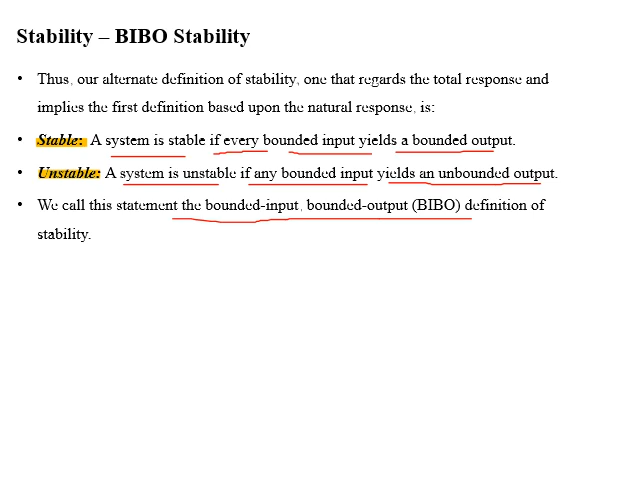 Stability – BIBO Stability
• Thus, our alternate definition of stability, one that regards the total response and
implies the first definition based upon the natural response, is:
• Stable: A system is stable if every bounded input yields a bounded output.
• Unstable: A system is unstable if any bounded input yields an unbounded output.
• We call this statement the bounded-input, bounded-output (BIBO) definition of
stability.